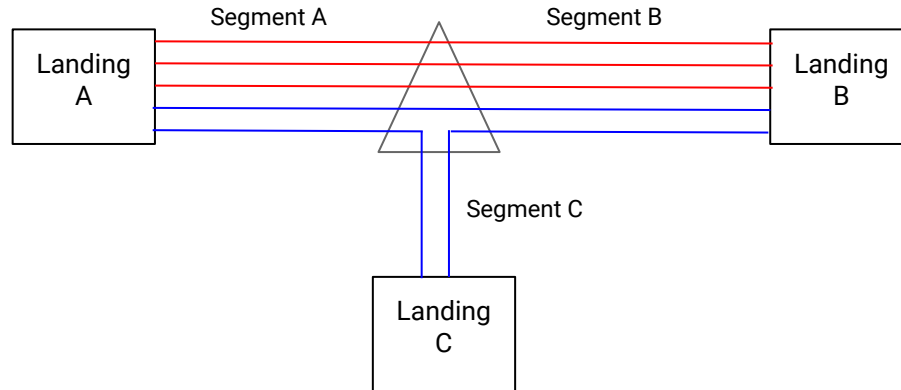 Segment A
Segment B
Landing
A
Landing
B
Segment C
Landing
C